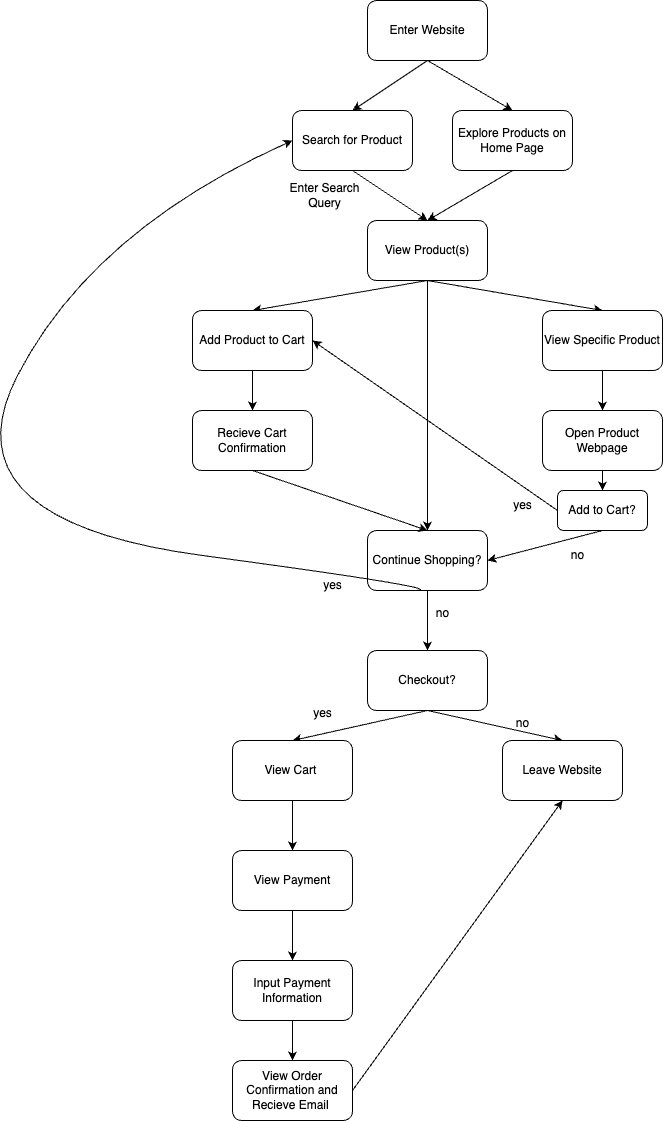 Enter Website
Search for Product
Explore Products on
Home Page
Enter Search
Query
View Product(s)
Add Product to Cart
View Specific Product
Recieve Cart
Confirmation
Open Product
Webpage
yes
Add to Cart?
no
Continue Shopping?
yes
no
Checkout?
yes
no
View Cart
Leave Website
View Payment
Input Payment
Information
View Order
Confirmation and
Recieve Email